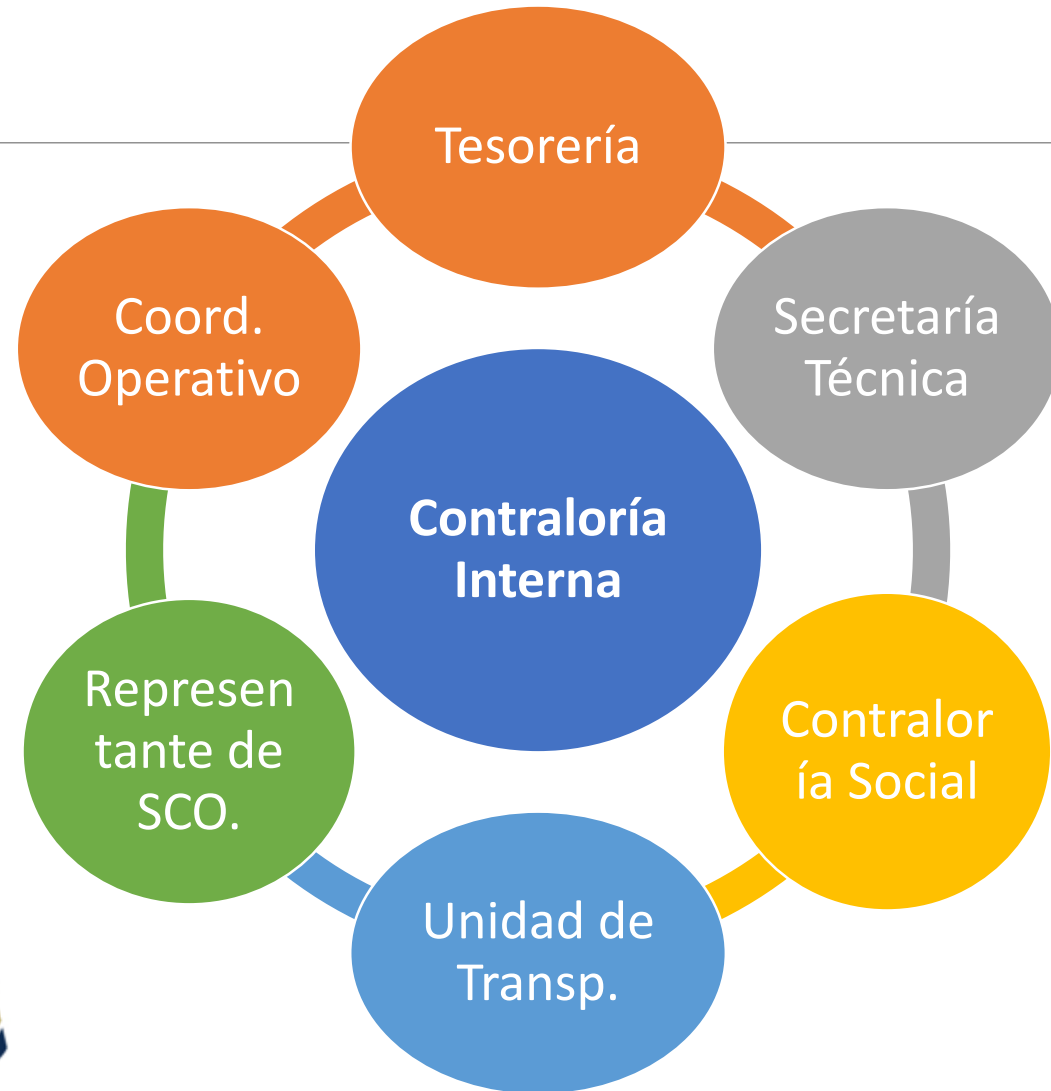 Tesorería
Coord.
Operativo
Secretaría
Técnica
Contraloría
Interna
Represen
tante de
SCO.
Contralor
ía Social
Unidad de
Transp.